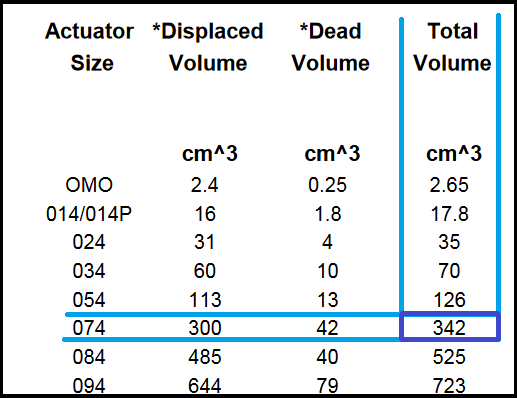 Actuator *Displaced *Dead Total
Size Volume Volume Volume
cm^3 cm^3 cm^3
OMO 2.4 0.25 2.65
014/014P 16 1.8 17.8
024 31 4 35
034 60 10 70
054 113 13 126
074 300 42 342
084 485 40 525
094 644 79 723